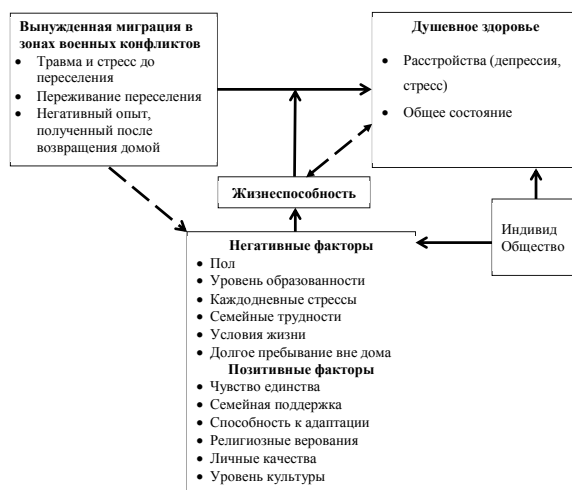 Вынужденная миграция в
зонах военных конфликтов
• Травма и стресс до
переселения
• Переживание переселения
• Негативный опыт,
полученный после
возвращения домой
Душевное здоровье
• Расстройства (депрессия,
стресс)
• Общее состояние
Жизнеспособность
Индивид
Общество
Негативные факторы
• Пол
• Уровень образованности
• Каждодневные стрессы
• Семейные трудности
• Условия жизни
• Долгое пребывание вне дома
Позитивные факторы
• Чувство единства
• Семейная поддержка
• Способность к адаптации
• Религиозные верования
• Личные качества
• Уровень культуры